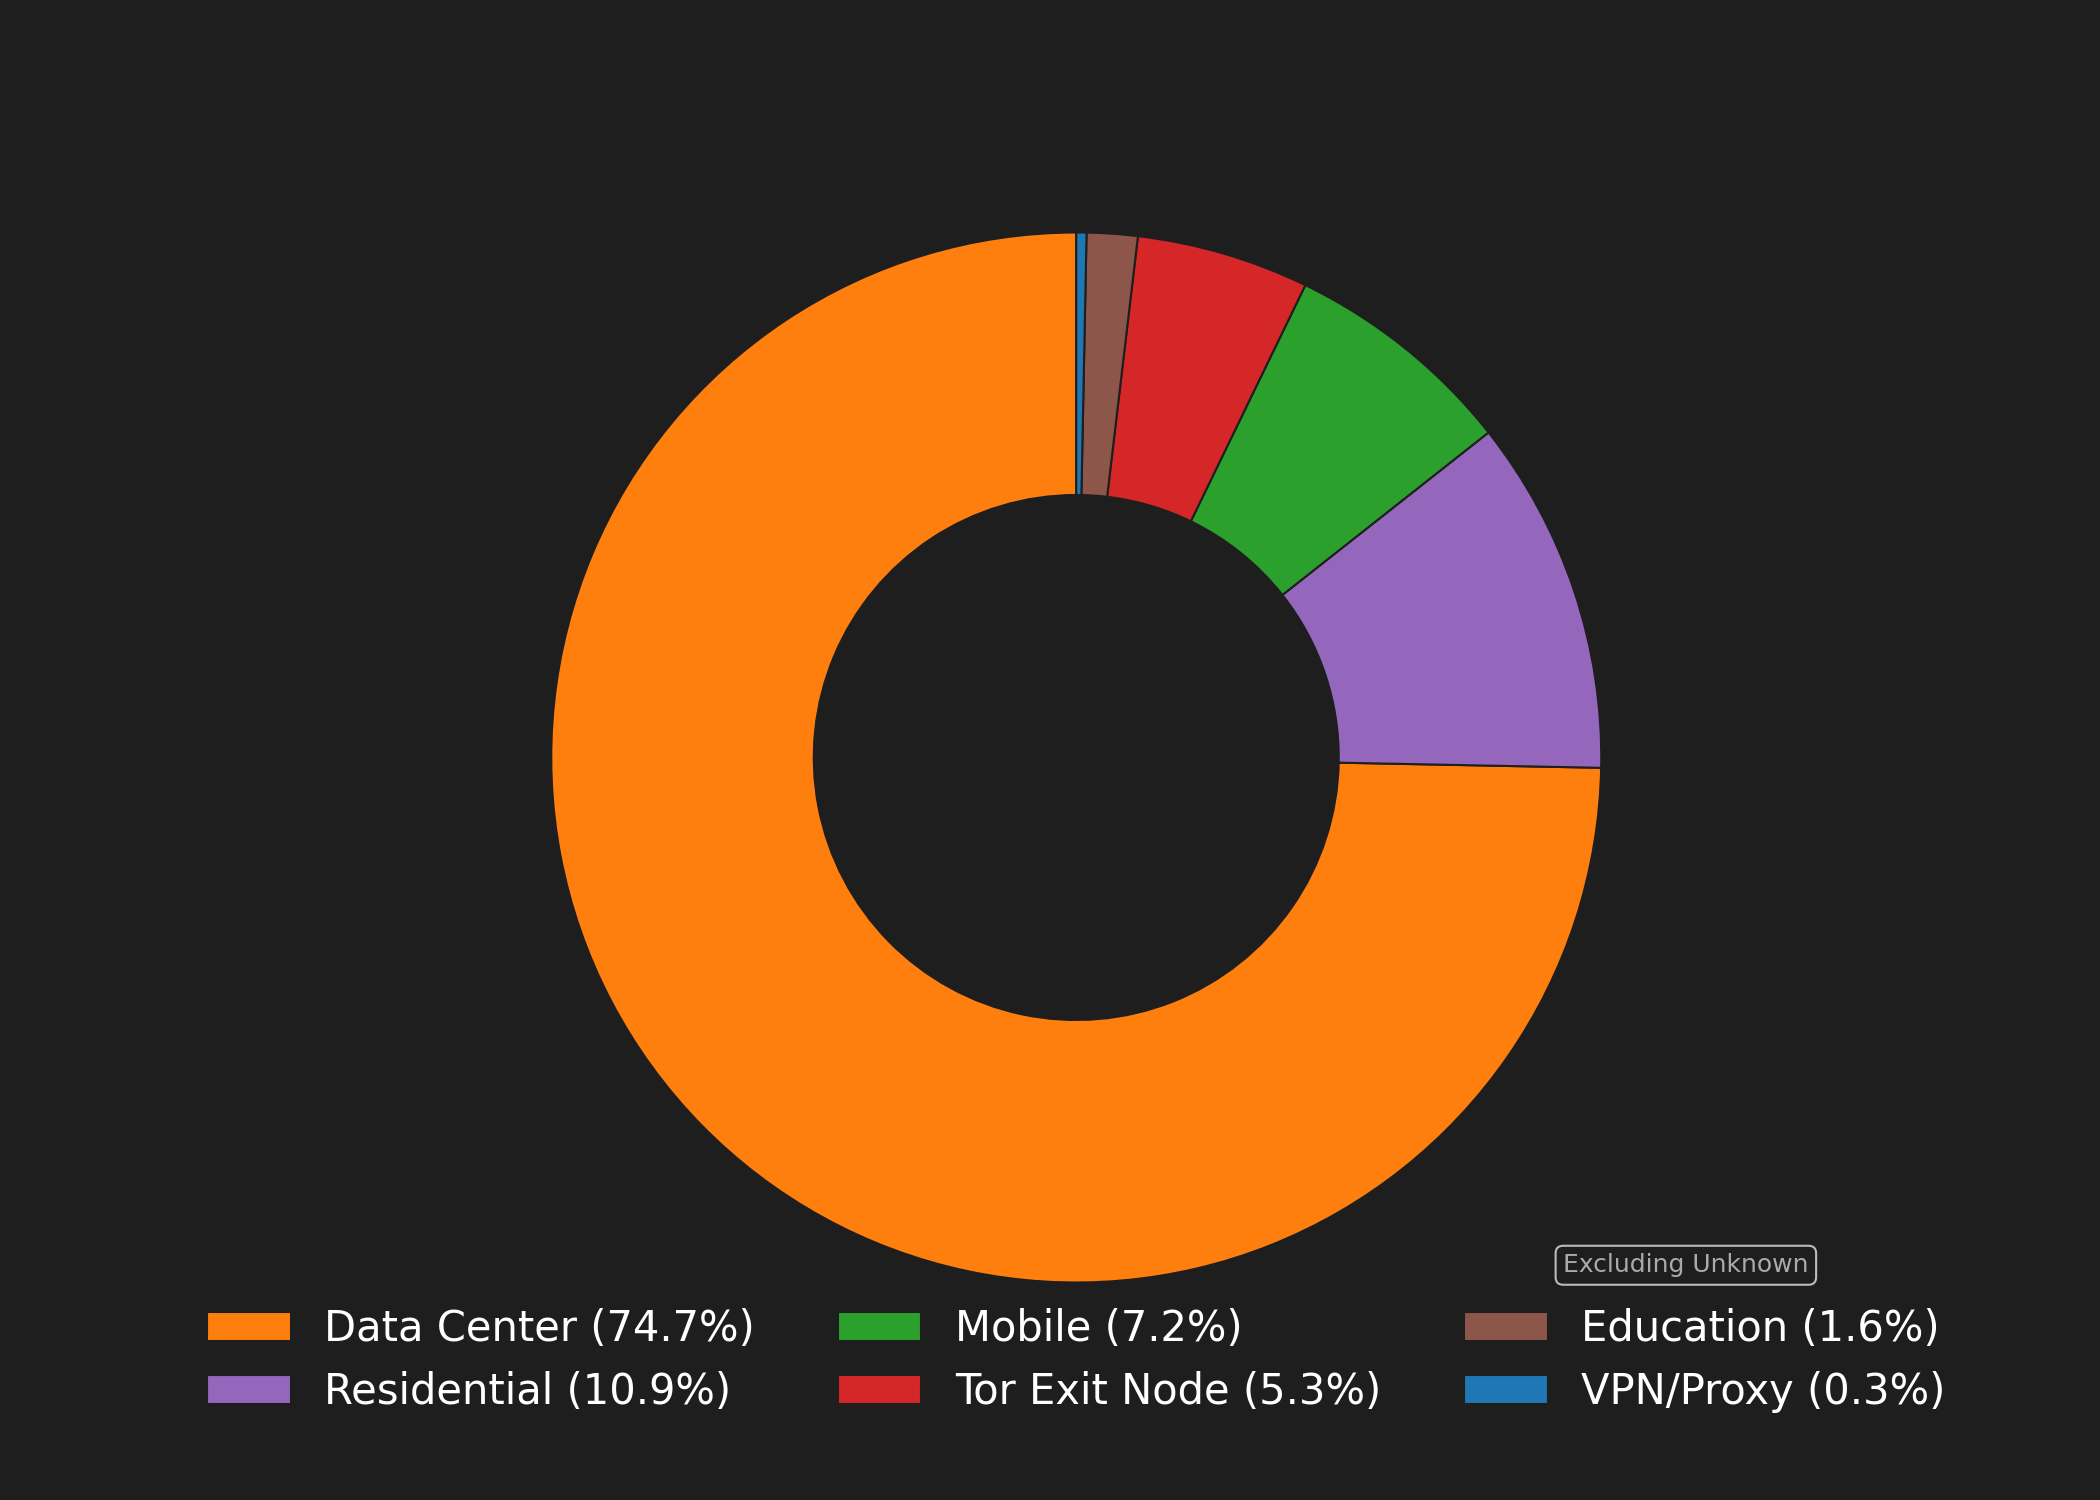 Excluding Unknown
Data Center (74.7%)
Residential (10.9%)
Mobile (7.2%)
Tor Exit Node (5.3%)
Education (1.6%)
VPN/Proxy (0.3%)